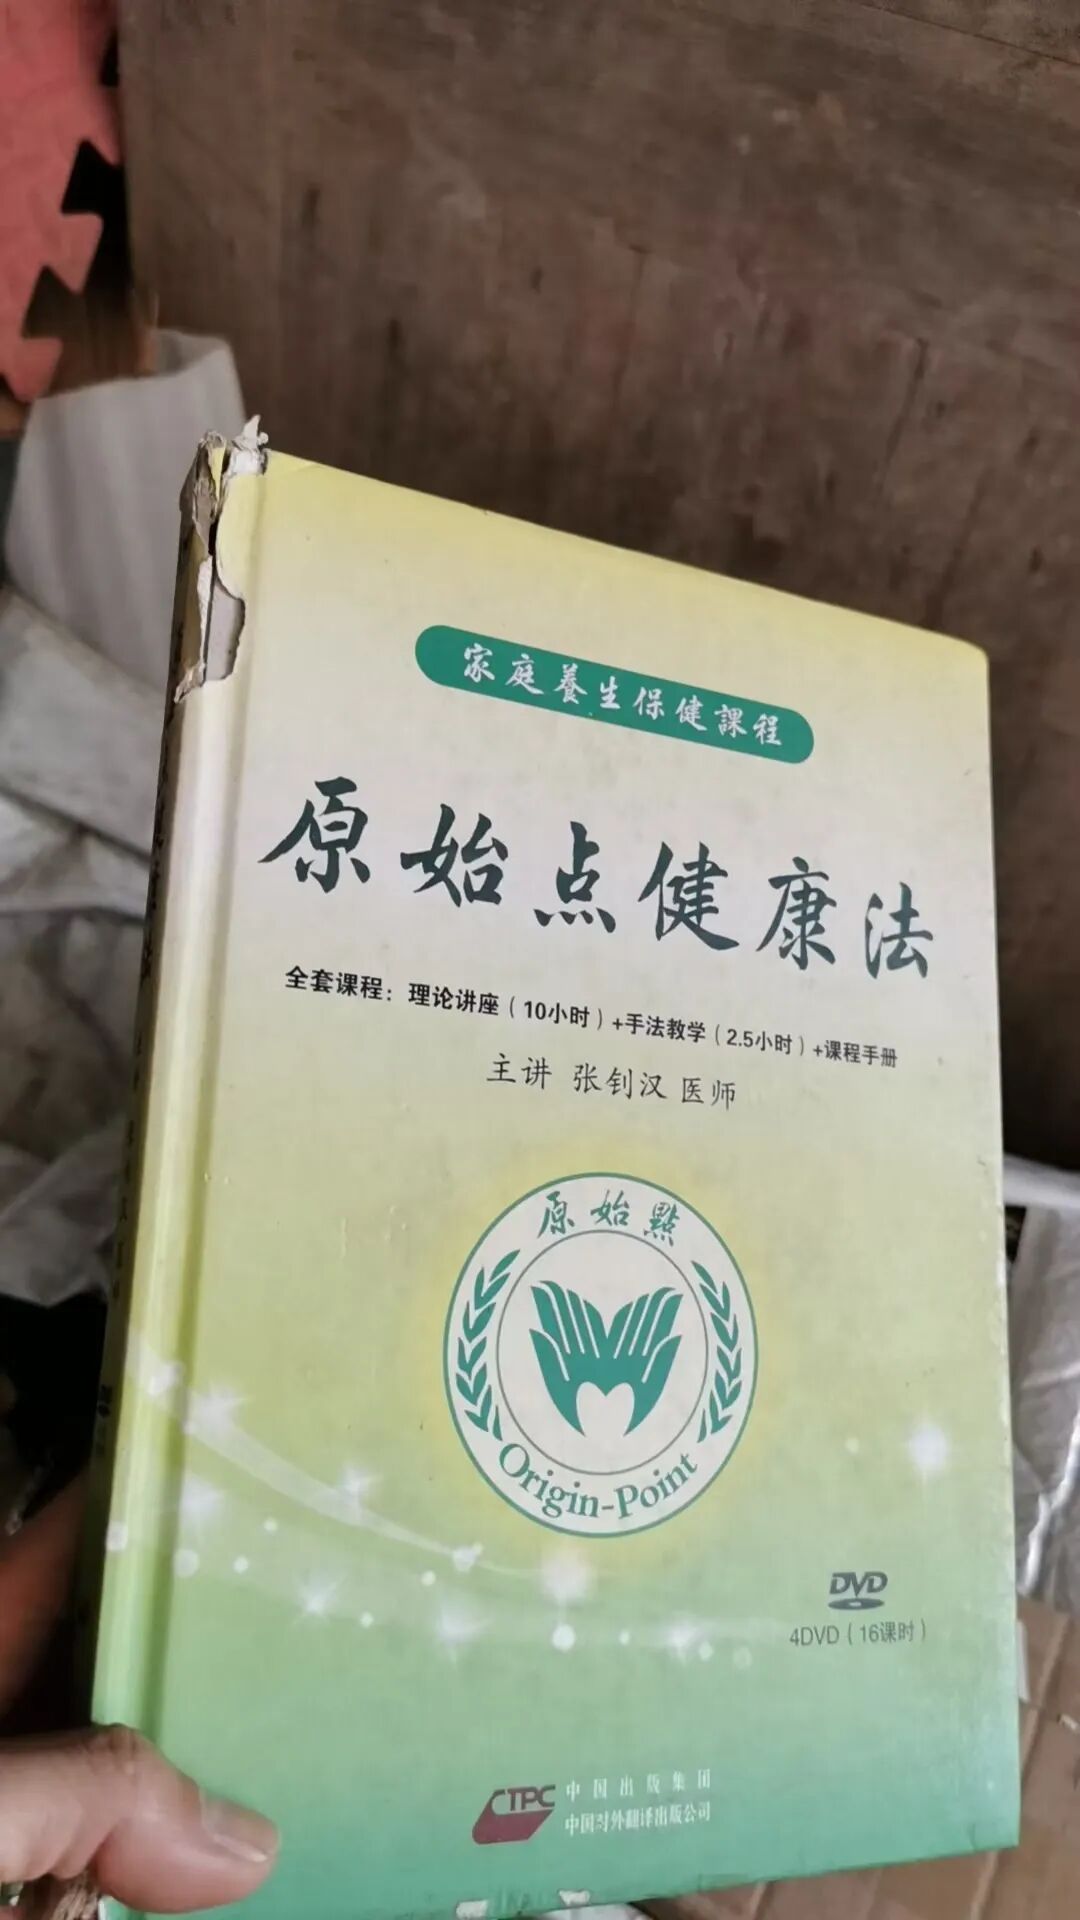 家庭養生保健課程
原始点健康法
全套课程：理论讲座（10小时）+手法教学（2.5小时）+课程手册
主讲 张钊汉 医师
原始點
Origin-Point
DVD
4DVD（16课时）
CTPC
中国出版集团
中国对外翻译出版公司